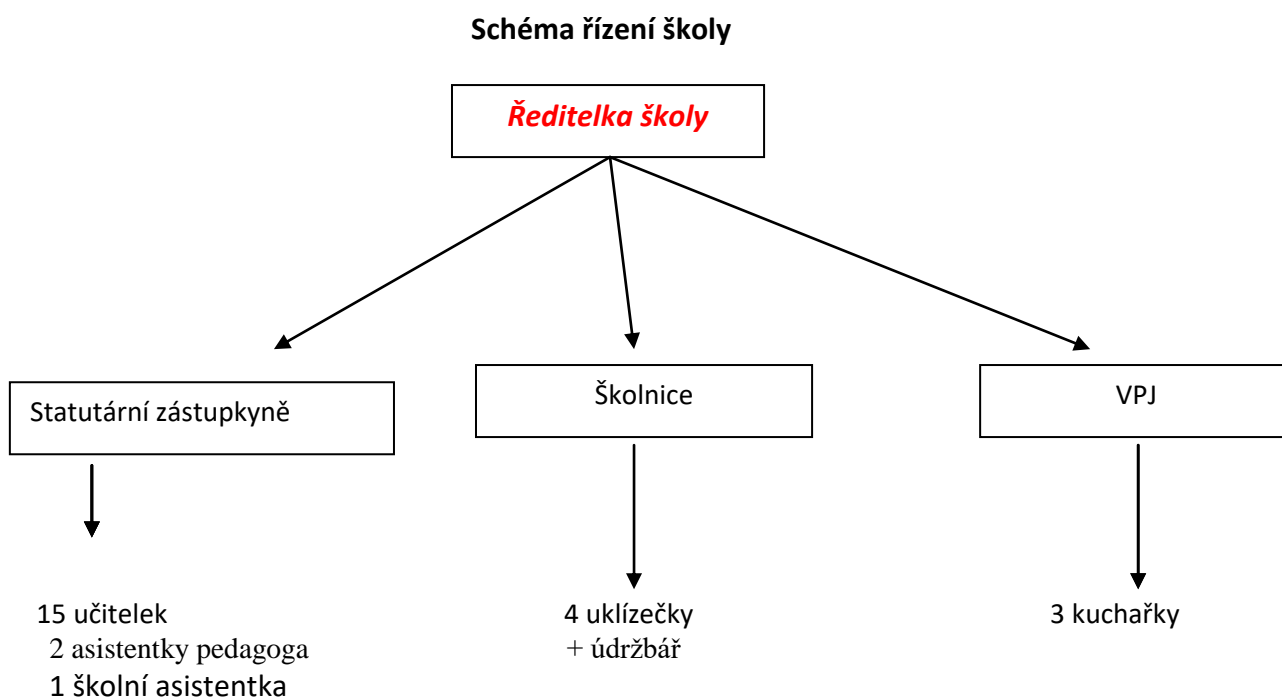 Schéma řízení školy
Ředitelka školy
Statutární zástupkyně
Školnice
VPJ
15 učitelek
2 asistentky pedagoga
1 školní asistentka
4 uklízečky
+ údržbář
3 kuchařky